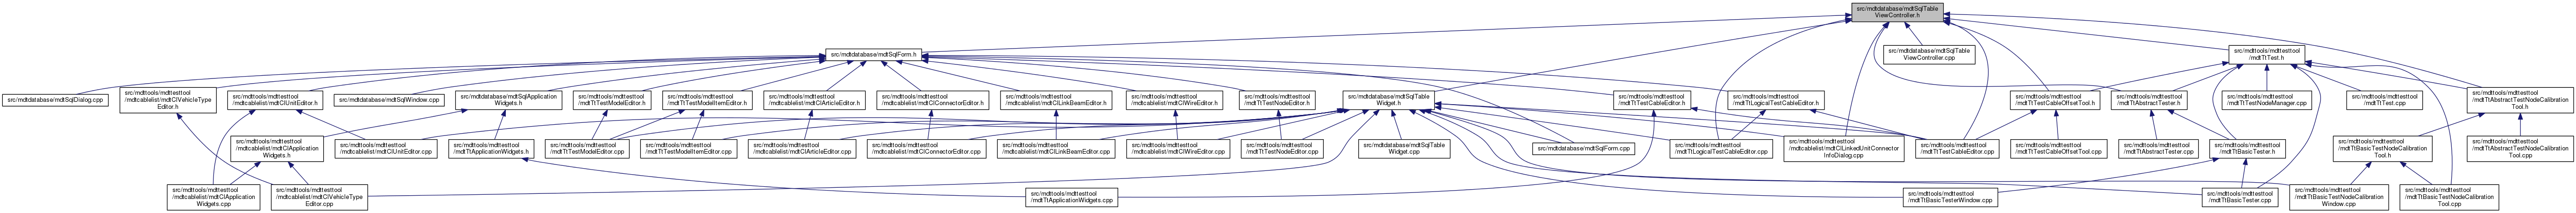 src/mdtdatabase/mdtSqlTable
ViewController.h
src/mdtdatabase/mdtSqlForm.h
src/mdtdatabase/mdtSqlTable
ViewController.cpp
src/mdttools/mdttesttool
/mdtTtTest.h
src/mdtdatabase/mdtSqlDialog.cpp
src/mdttools/mdttesttool
/mdtcablelist/mdtClVehicleType
Editor.h
src/mdttools/mdttesttool
/mdtcablelist/mdtClUnitEditor.h
src/mdtdatabase/mdtSqlWindow.cpp
src/mdtdatabase/mdtSqlApplication
Widgets.h
src/mdttools/mdttesttool
/mdtTtTestModelEditor.h
src/mdttools/mdttesttool
/mdtTtTestModelItemEditor.h
src/mdttools/mdttesttool
/mdtcablelist/mdtClArticleEditor.h
src/mdttools/mdttesttool
/mdtcablelist/mdtClConnectorEditor.h
src/mdttools/mdttesttool
/mdtcablelist/mdtClLinkBeamEditor.h
src/mdttools/mdttesttool
/mdtcablelist/mdtClWireEditor.h
src/mdttools/mdttesttool
/mdtTtTestNodeEditor.h
src/mdtdatabase/mdtSqlTable
Widget.h
src/mdttools/mdttesttool
/mdtTtTestCableEditor.h
src/mdttools/mdttesttool
/mdtTtLogicalTestCableEditor.h
src/mdttools/mdttesttool
/mdtTtTestCableOffsetTool.h
src/mdttools/mdttesttool
/mdtTtAbstractTester.h
src/mdttools/mdttesttool
/mdtTtTestNodeManager.cpp
src/mdttools/mdttesttool
/mdtTtTest.cpp
src/mdttools/mdttesttool
/mdtTtAbstractTestNodeCalibration
Tool.h
src/mdttools/mdttesttool
/mdtcablelist/mdtClApplication
Widgets.h
src/mdttools/mdttesttool
/mdtcablelist/mdtClUnitEditor.cpp
src/mdttools/mdttesttool
/mdtTtApplicationWidgets.h
src/mdttools/mdttesttool
/mdtTtTestModelEditor.cpp
src/mdttools/mdttesttool
/mdtTtTestModelItemEditor.cpp
src/mdttools/mdttesttool
/mdtcablelist/mdtClArticleEditor.cpp
src/mdttools/mdttesttool
/mdtcablelist/mdtClConnectorEditor.cpp
src/mdttools/mdttesttool
/mdtcablelist/mdtClLinkBeamEditor.cpp
src/mdttools/mdttesttool
/mdtcablelist/mdtClWireEditor.cpp
src/mdttools/mdttesttool
/mdtTtTestNodeEditor.cpp
src/mdtdatabase/mdtSqlTable
Widget.cpp
src/mdtdatabase/mdtSqlForm.cpp
src/mdttools/mdttesttool
/mdtTtLogicalTestCableEditor.cpp
src/mdttools/mdttesttool
/mdtcablelist/mdtClLinkedUnitConnector
InfoDialog.cpp
src/mdttools/mdttesttool
/mdtTtTestCableEditor.cpp
src/mdttools/mdttesttool
/mdtTtTestCableOffsetTool.cpp
src/mdttools/mdttesttool
/mdtTtAbstractTester.cpp
src/mdttools/mdttesttool
/mdtTtBasicTester.h
src/mdttools/mdttesttool
/mdtTtBasicTestNodeCalibration
Tool.h
src/mdttools/mdttesttool
/mdtTtAbstractTestNodeCalibration
Tool.cpp
src/mdttools/mdttesttool
/mdtcablelist/mdtClApplication
Widgets.cpp
src/mdttools/mdttesttool
/mdtcablelist/mdtClVehicleType
Editor.cpp
src/mdttools/mdttesttool
/mdtTtApplicationWidgets.cpp
src/mdttools/mdttesttool
/mdtTtBasicTesterWindow.cpp
src/mdttools/mdttesttool
/mdtTtBasicTester.cpp
src/mdttools/mdttesttool
/mdtTtBasicTestNodeCalibration
Window.cpp
src/mdttools/mdttesttool
/mdtTtBasicTestNodeCalibration
Tool.cpp